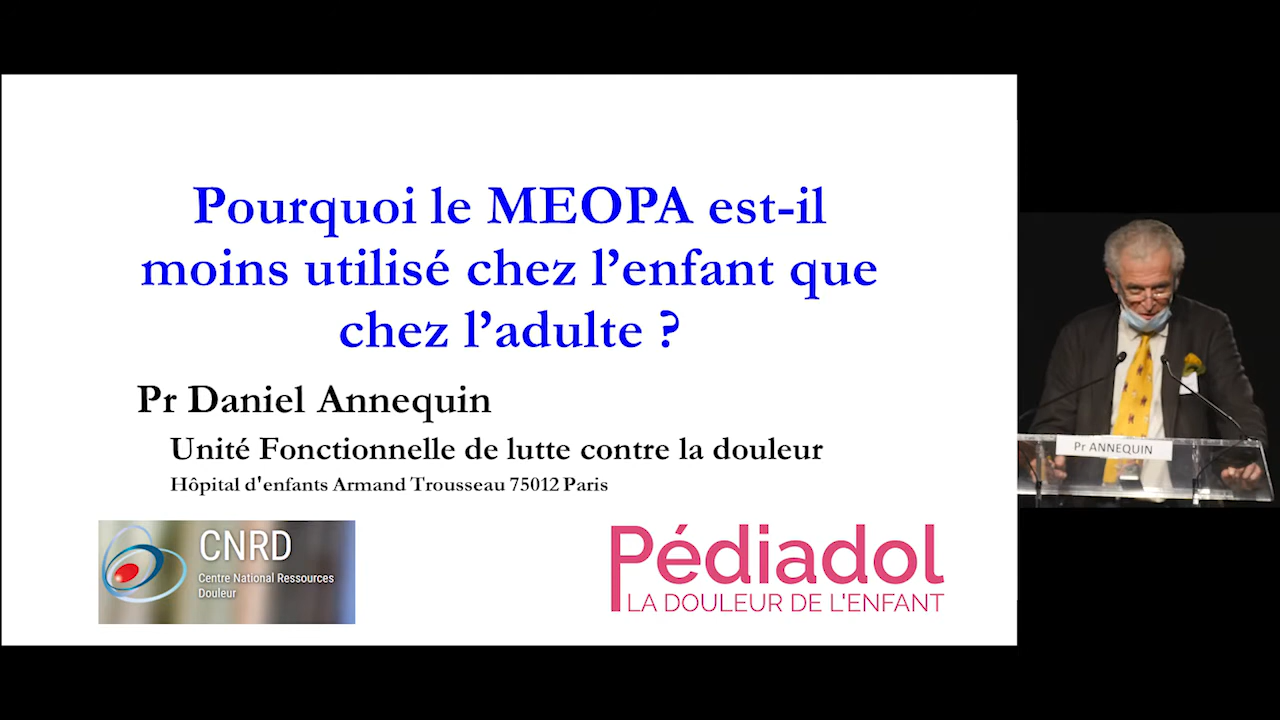 Pourquoi le MEOPA est-il
moins utilisé chez l’enfant que
chez l’adulte ?
Pr Daniel Annequin
Unité Fonctionnelle de lutte contre la douleur
Hôpital d'enfants Armand Trousseau 75012 Paris
CNRD
Centre National Ressources
Douleur
Pédiadol
LA DOULEUR DE L'ENFANT
Pr ANNEQUIN